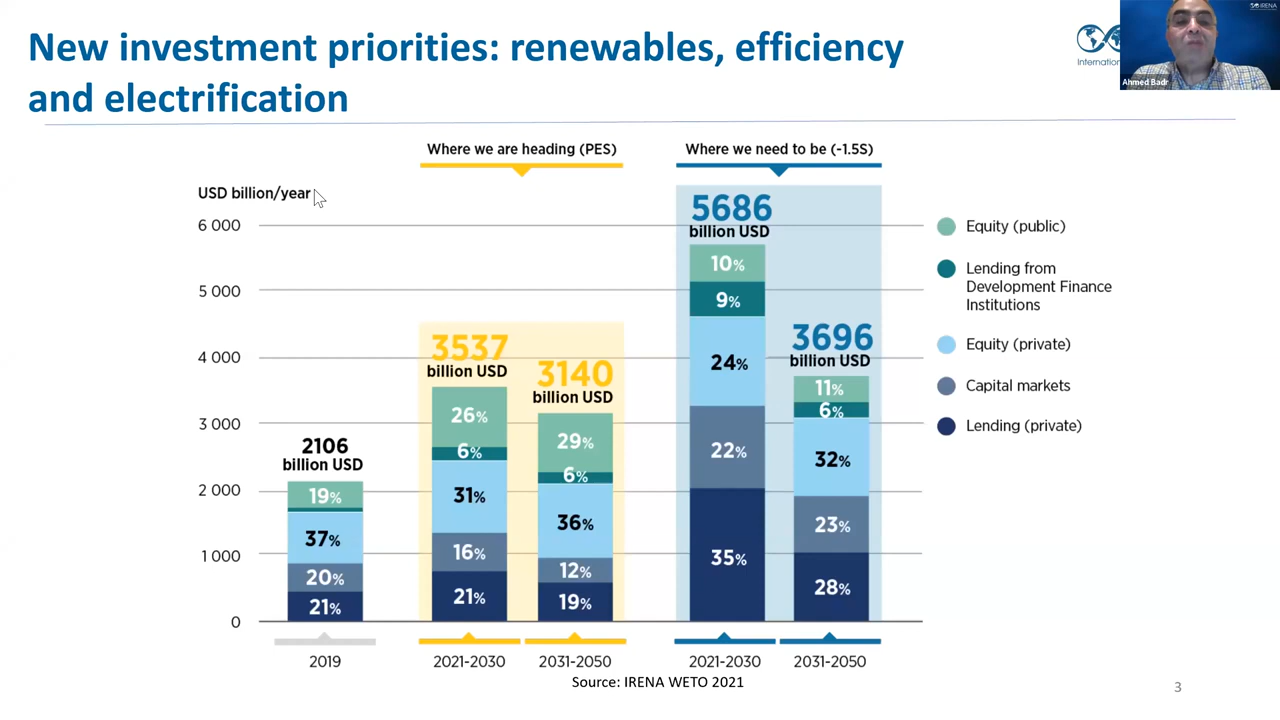 New investment priorities: renewables, efficiency
and electrification
International
IRENA
Ahmed Badr
Where we are heading (PES)
Where we need to be (-1.5S)
USD billion/year
6 000
5 000
4 000
3 000
2 000
1 000
0
2106
billion USD
19%
37%
20%
21%
3537
billion USD
26%
6%
31%
16%
21%
3140
billion USD
29%
6%
36%
12%
19%
5686
billion USD
10%
9%
24%
22%
35%
3696
billion USD
11%
6%
32%
23%
28%
Equity (public)
Lending from
Development Finance
Institutions
Equity (private)
Capital markets
Lending (private)
2019
2021-2030
2031-2050
2021-2030
2031-2050
Source: IRENA WETO 2021
3